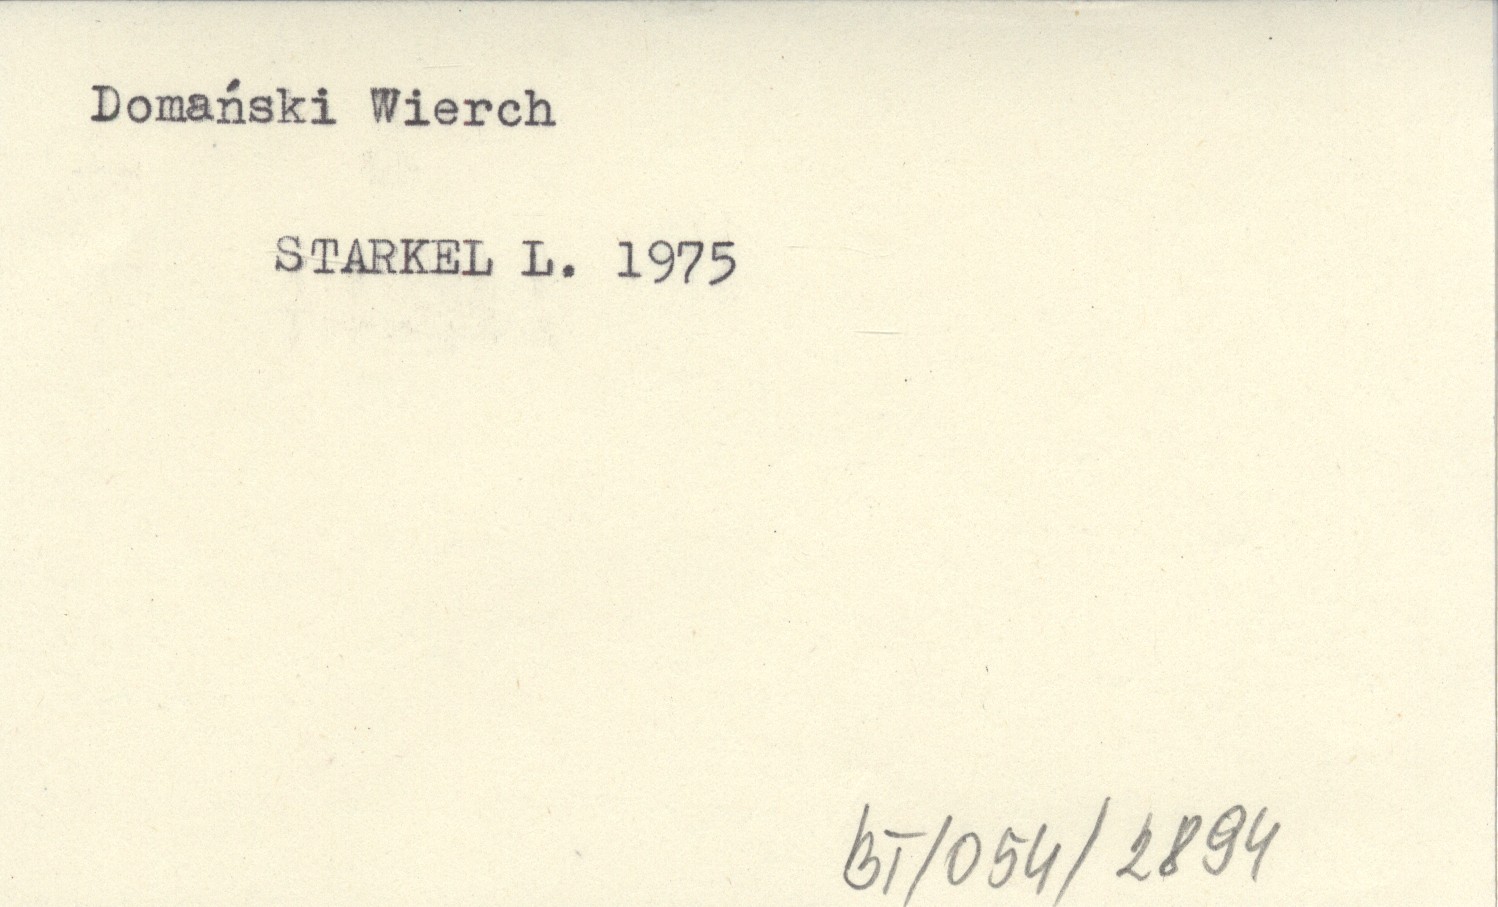 Domański Wierch
STARKEL L. 1975
BT/054/2894